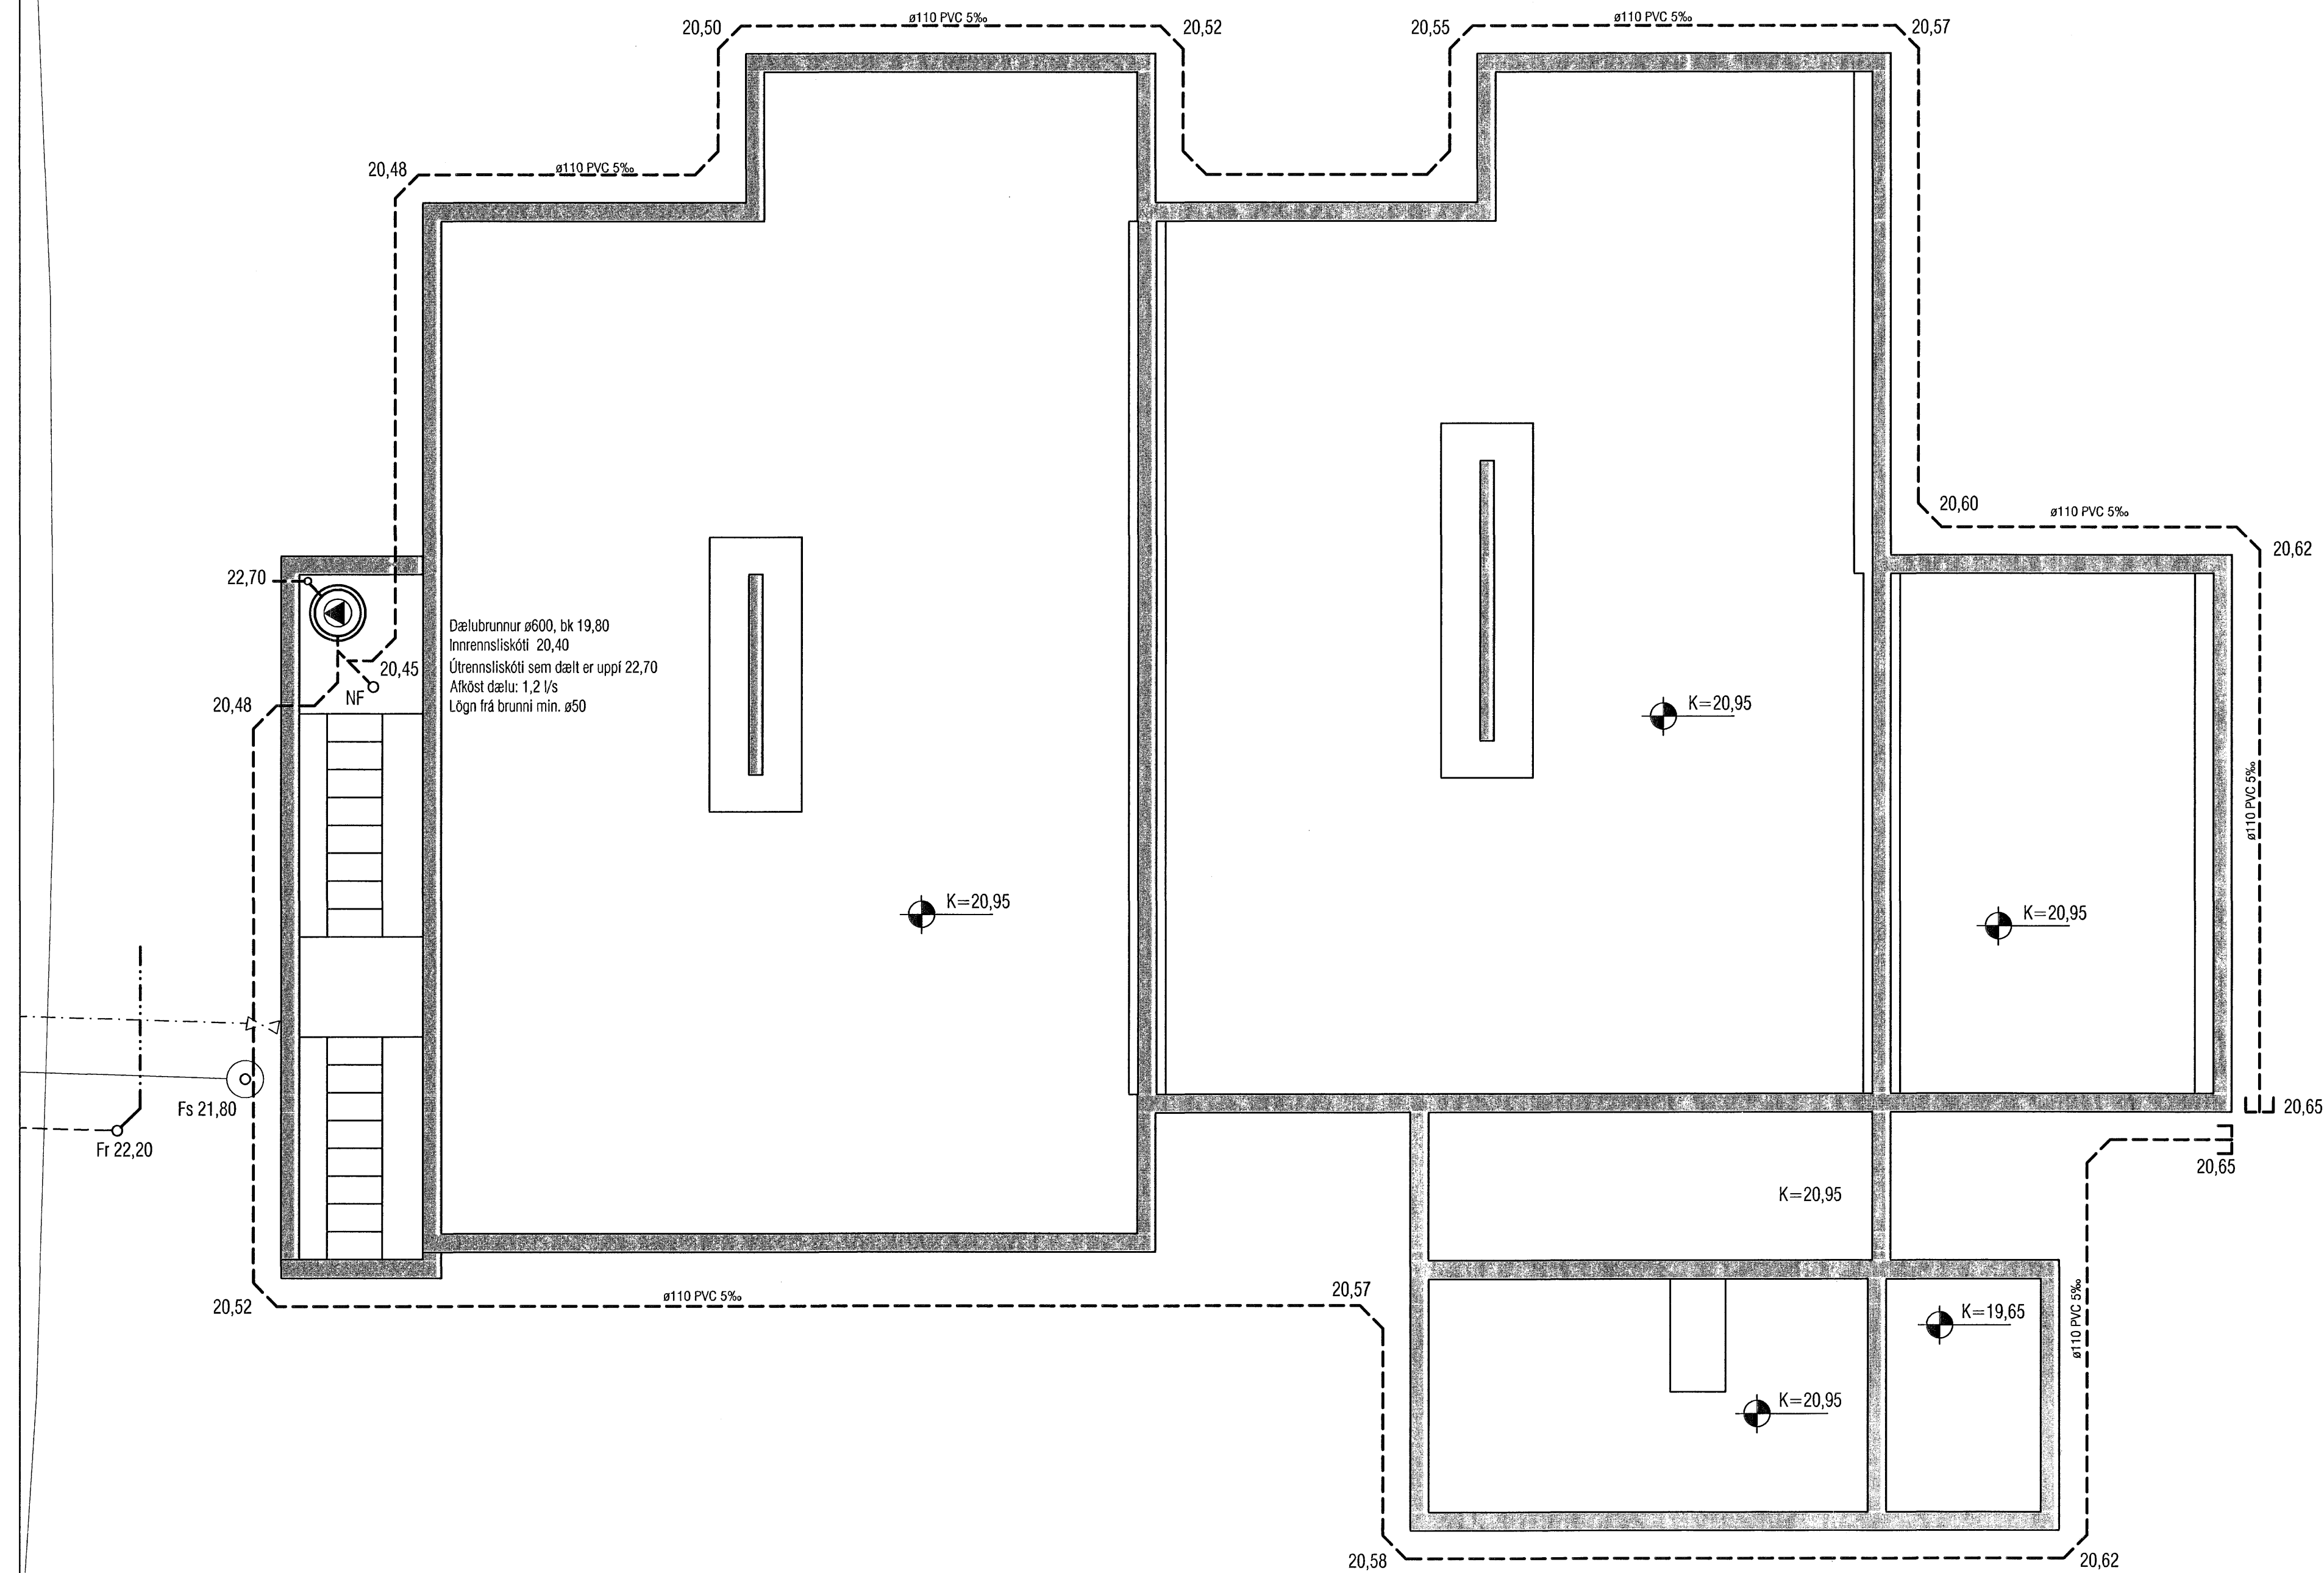 20,50
ø110 PVC 5‰
20,52
20,55
ø110 PVC 5‰
20,57
20,48
ø110 PVC 5‰
20,60
ø110 PVC 5‰
20,62
22,70
Dælubrunnur ø600, bk 19,80
Innrennsliskóti 20,40
Útrennsliskóti sem dælt er uppí 22,70
Afköst dælu: 1,2 l/s
Lögn frá brunni min. ø50
20,45
NF
20,48
K=20,95
ø110 PVC 5‰
K=20,95
K=20,95
Fs 21,80
Fr 22,20
20,65
20,65
K=20,95
20,52
ø110 PVC 5‰
20,57
K=19,65
ø110 PVC 5‰
K=20,95
20,58
20,62